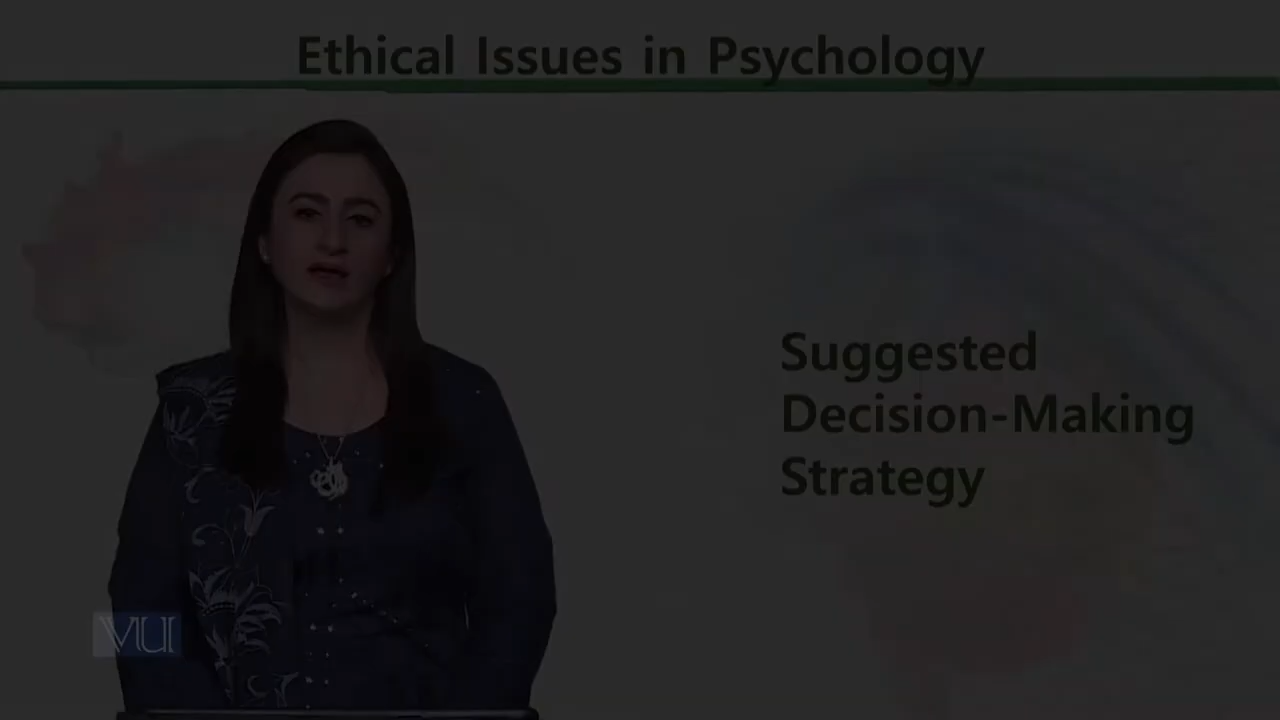 Ethical Issues in Psychology
Suggested
Decision-Making
Strategy
VU